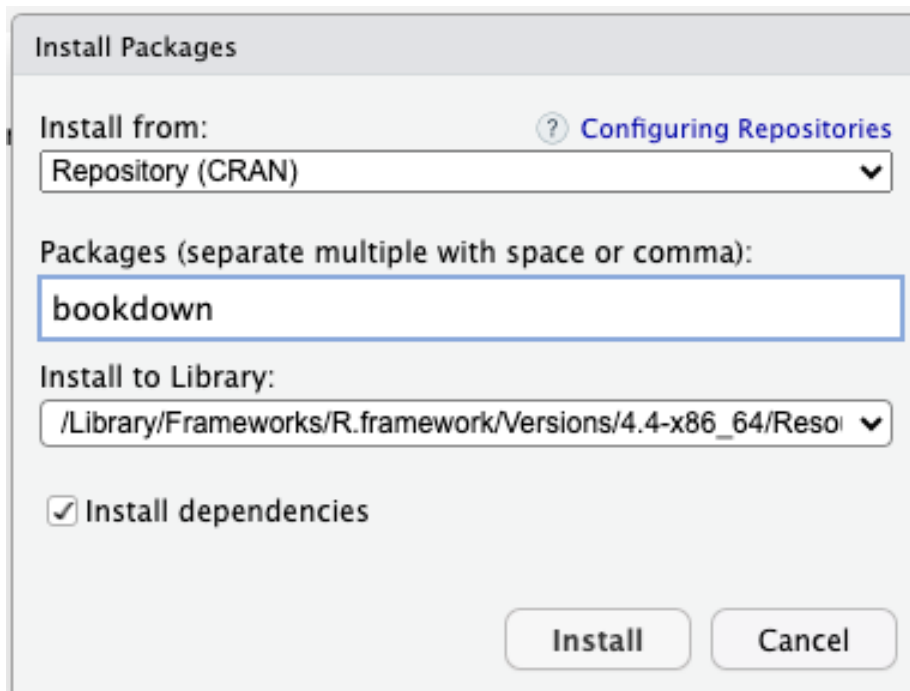 Install Packages
Install from:
? Configuring Repositories
Repository (CRAN)
Packages (separate multiple with space or comma):
bookdown
Install to Library:
/Library/Frameworks/R.framework/Versions/4.4-x86_64/Resou
Install dependencies
Install
Cancel